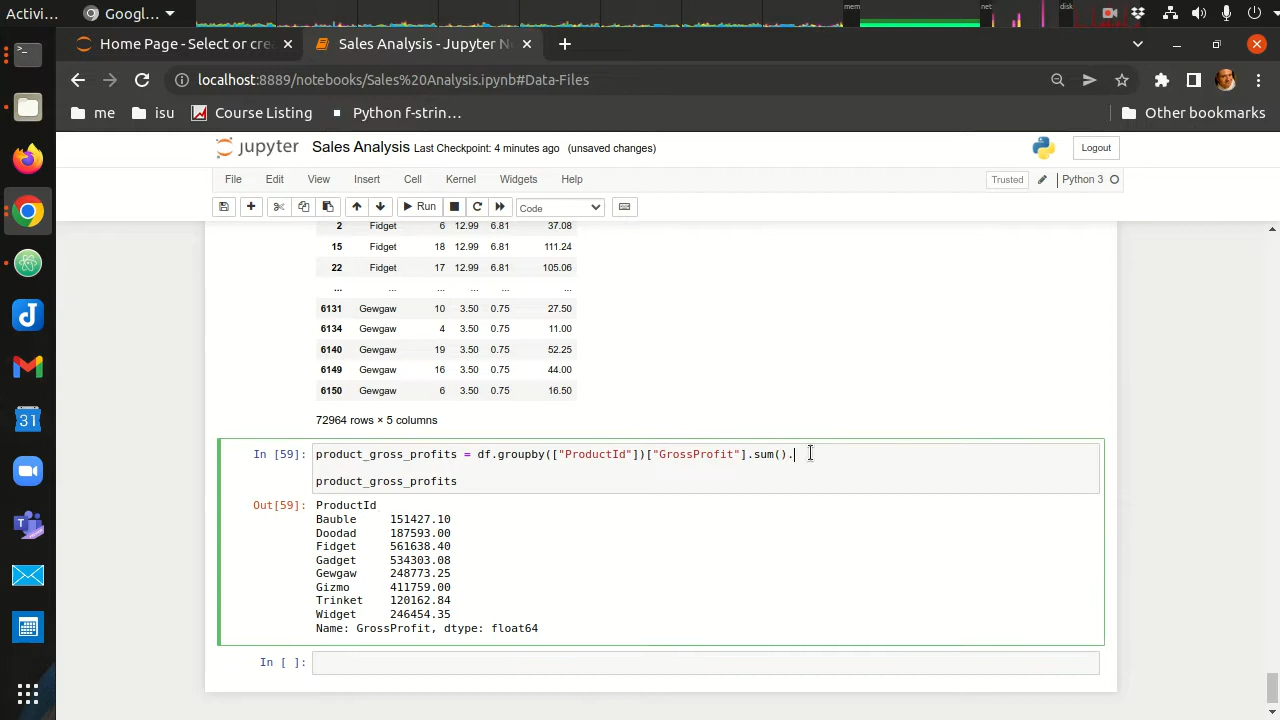 Activi...
Googl...
mem
net
disk
Home Page - Select or cre
Sales Analysis - Jupyter N
localhost:8889/notebooks/Sales%20Analysis.ipynb#Data-Files
me
isu
Course Listing
Python f-strin...
Other bookmarks
jupyter
Sales Analysis Last Checkpoint: 4 minutes ago (unsaved changes)
Logout
File Edit View Insert Cell Kernel Widgets Help
Trusted
Python 3
Run
Code
2 Fidget 6 12.99 6.81 37.08
15 Fidget 18 12.99 6.81 111.24
22 Fidget 17 12.99 6.81 105.06
... ... ... ... ... ...
6131 Gewgaw 10 3.50 0.75 27.50
6134 Gewgaw 4 3.50 0.75 11.00
6140 Gewgaw 19 3.50 0.75 52.25
6149 Gewgaw 16 3.50 0.75 44.00
6150 Gewgaw 6 3.50 0.75 16.50
72964 rows × 5 columns
In [59]: product_gross_profits = df.groupby(["ProductId"])["GrossProfit"].sum().
product_gross_profits
Out[59]: ProductId
Bauble 151427.10
Doodad 187593.00
Fidget 561638.40
Gadget 534303.08
Gewgaw 248773.25
Gizmo 411759.00
Trinket 120162.84
Widget 246454.35
Name: GrossProfit, dtype: float64
In [ ]:
31